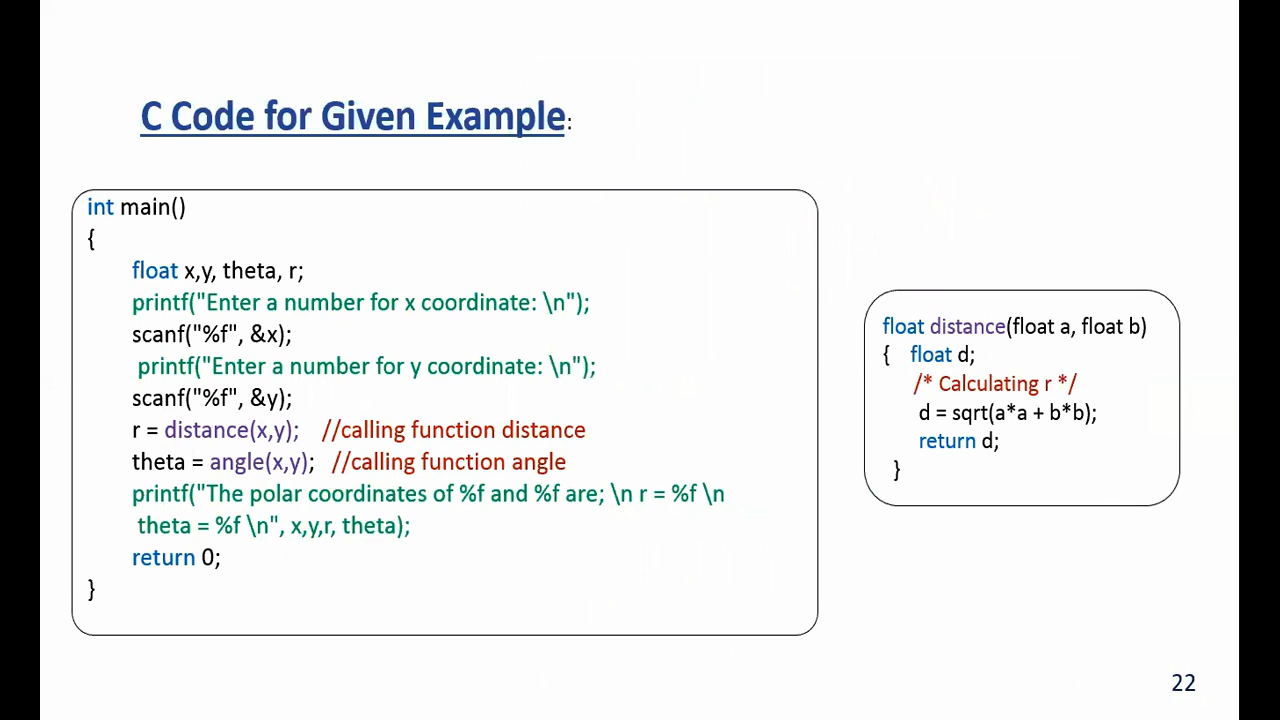 C Code for Given Example:
int main()
{
float x,y, theta, r;
printf("Enter a number for x coordinate: \n");
scanf("%f", &x);
printf("Enter a number for y coordinate: \n");
scanf("%f", &y);
r = distance(x,y); //calling function distance
theta = angle(x,y); //calling function angle
printf("The polar coordinates of %f and %f are; \n r = %f \n
theta = %f \n", x,y,r, theta);
return 0;
}
float distance(float a, float b)
{ float d;
/* Calculating r */
d = sqrt(a*a + b*b);
return d;
}
22